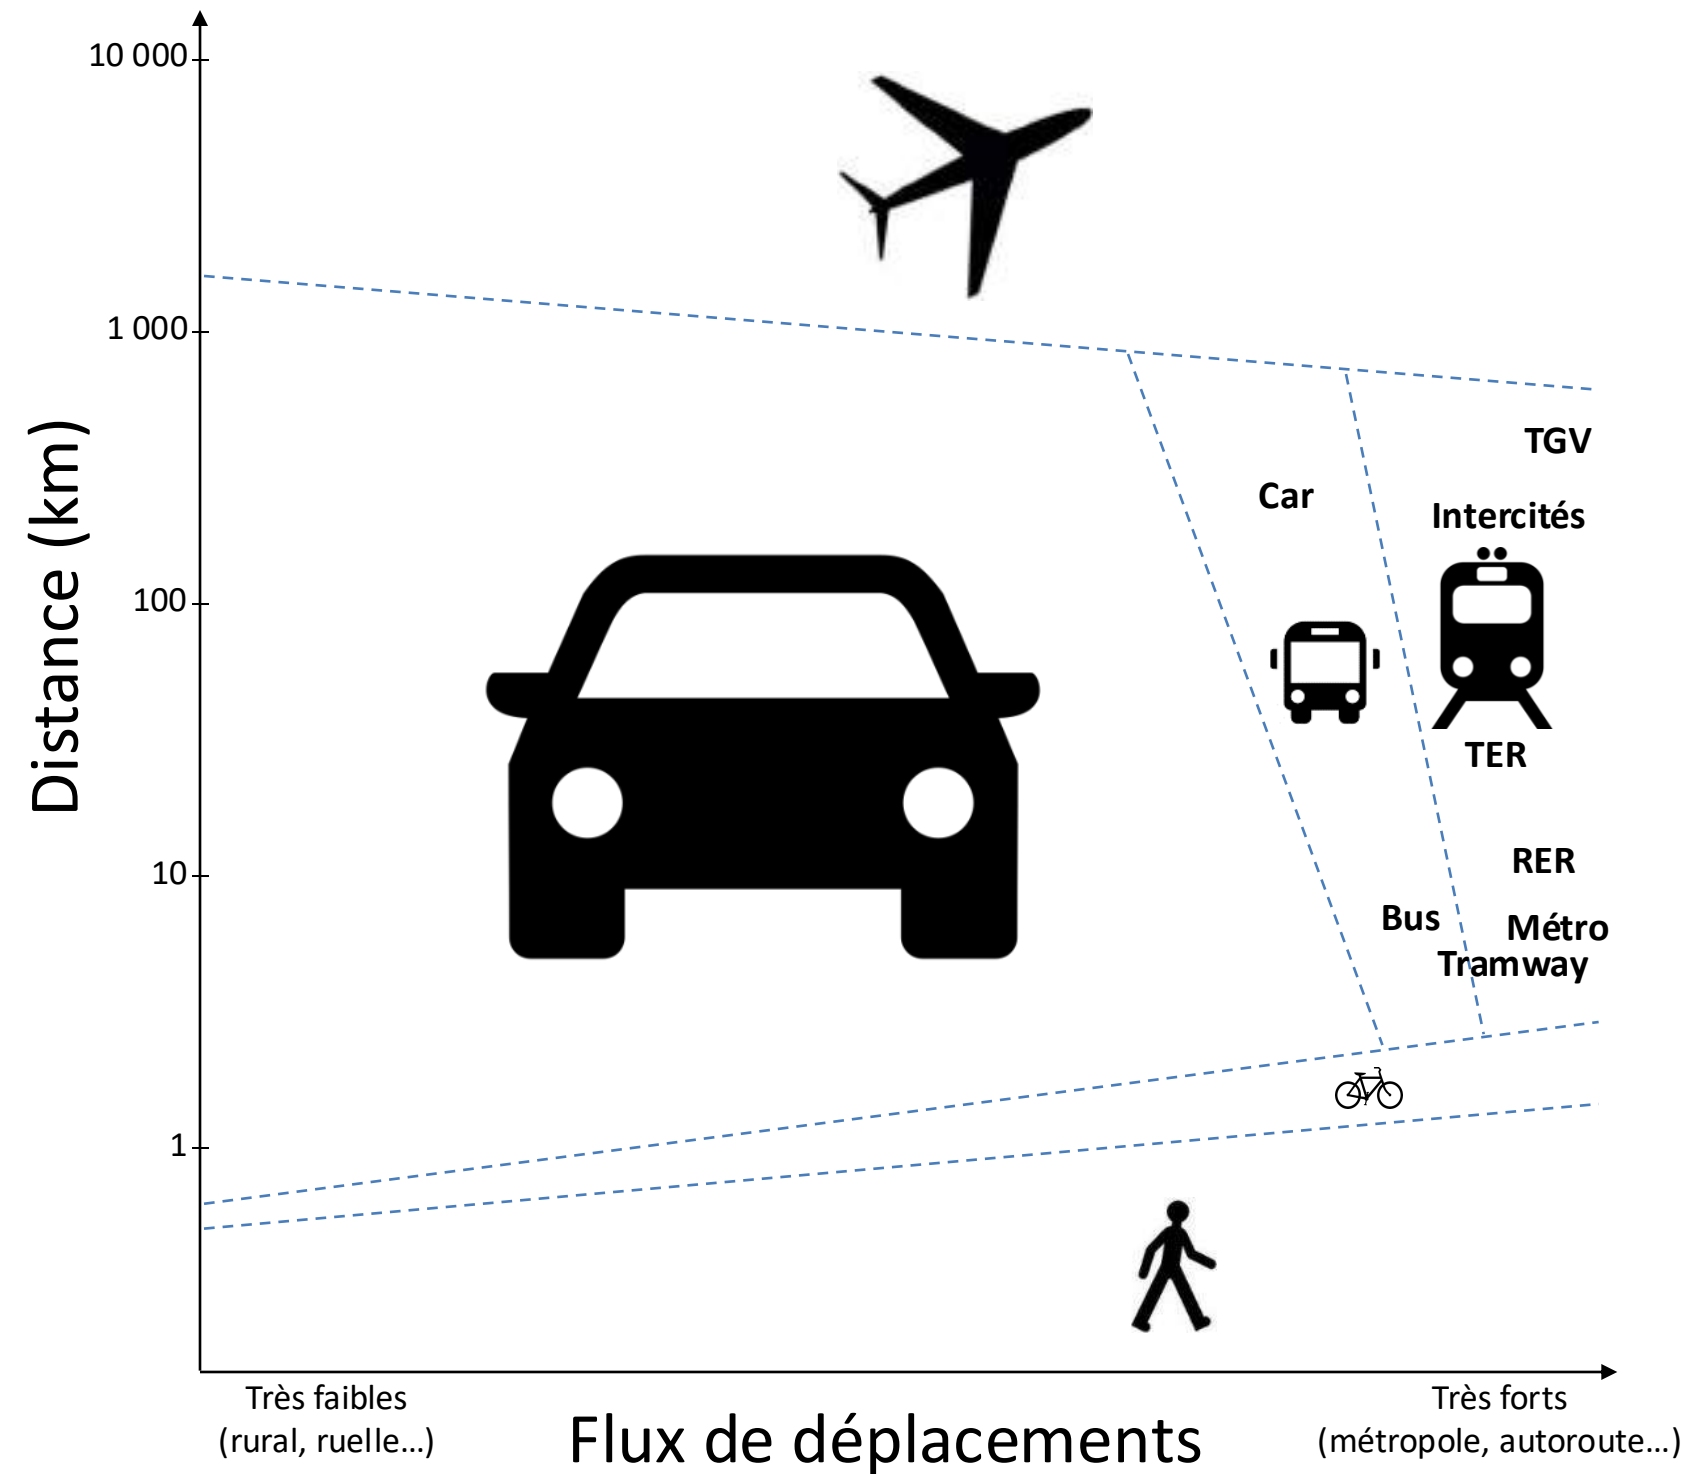 10 000
1 000
100
10
1
Distance (km)
TGV
Car
Intercités
TER
RER
Bus
Métro
Tramway
Très faibles
(rural, ruelle…)
Flux de déplacements
Très forts
(métropole, autoroute…)